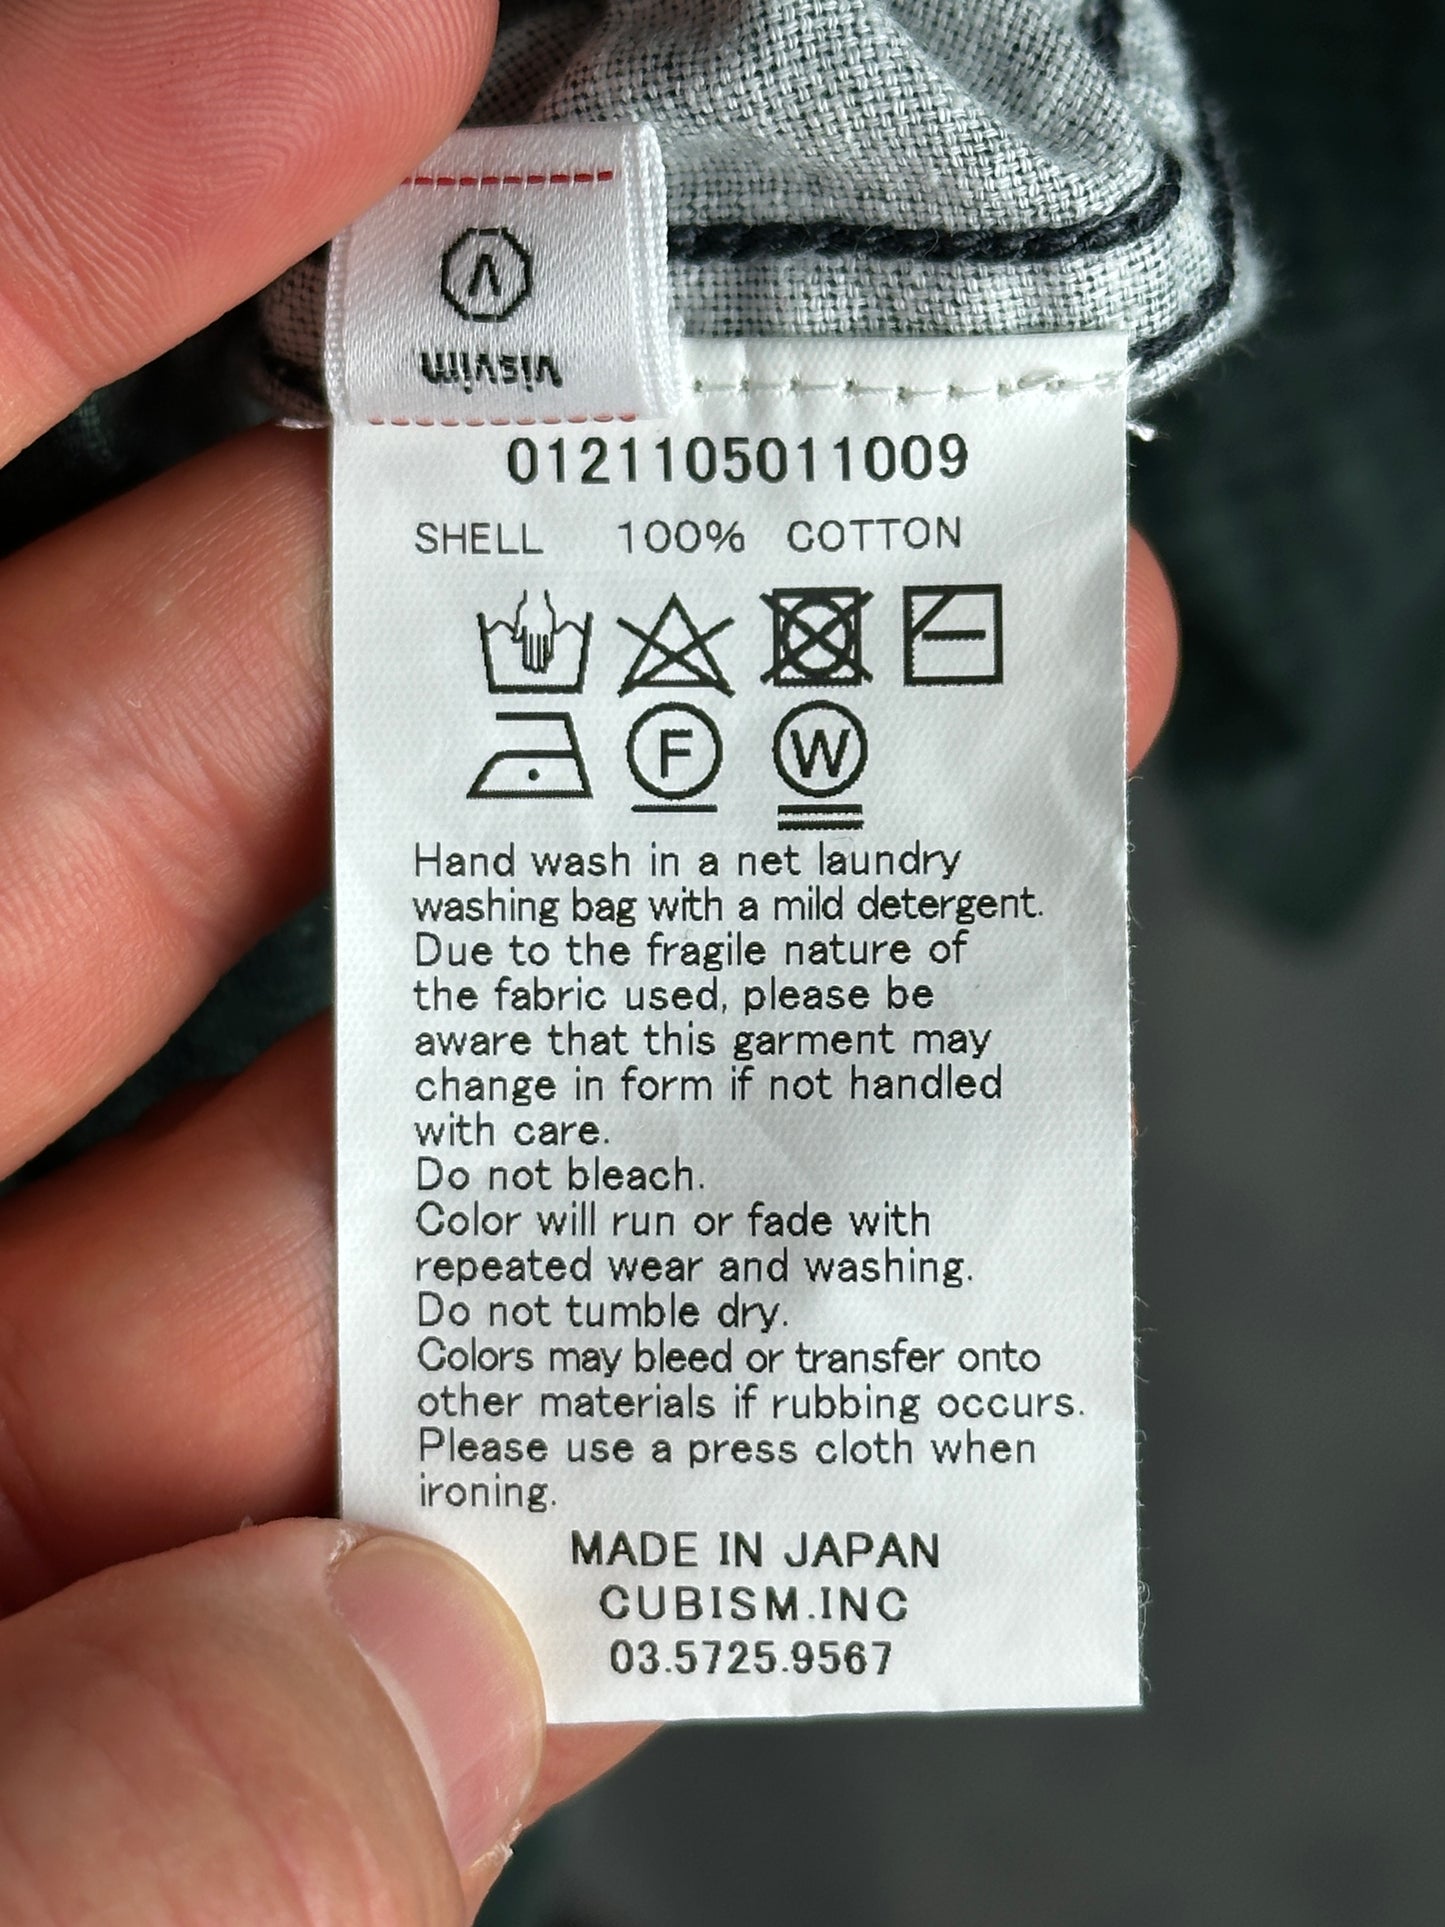 visvim
0121105011009
SHELL 100% COTTON
F W
Hand wash in a net laundry
washing bag with a mild detergent.
Due to the fragile nature of
the fabric used, please be
aware that this garment may
change in form if not handled
with care.
Do not bleach.
Color will run or fade with
repeated wear and washing.
Do not tumble dry.
Colors may bleed or transfer onto
other materials if rubbing occurs.
Please use a press cloth when
ironing.
MADE IN JAPAN
CUBISM.INC
03.5725.9567